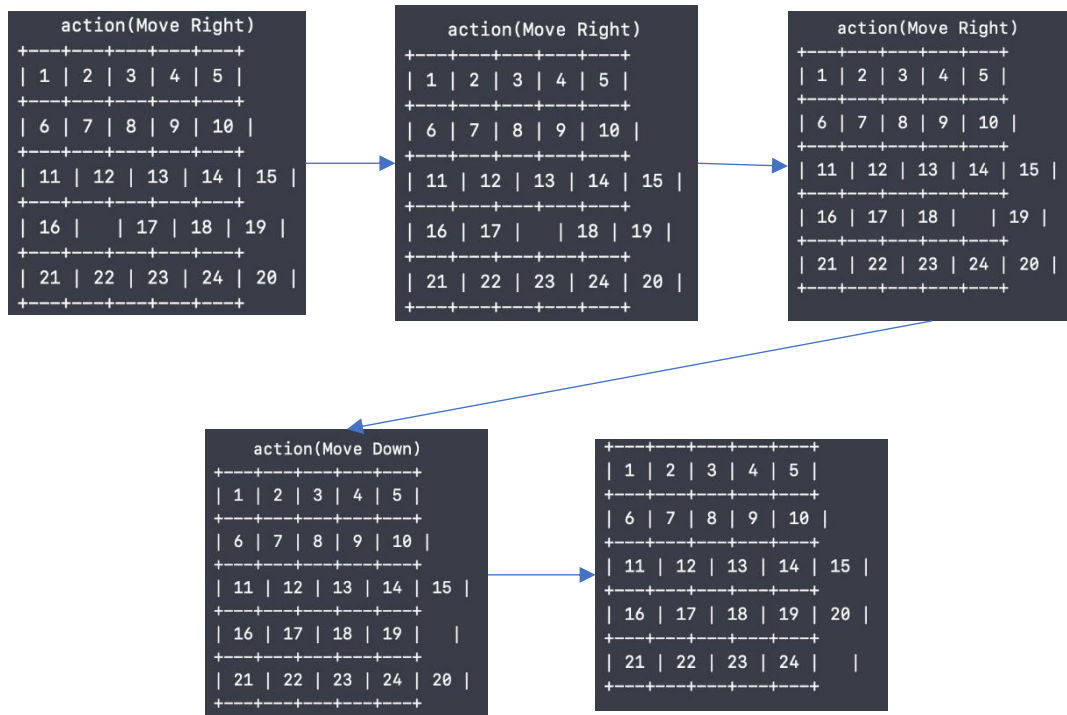 action(Move Right)
+---+---+---+---+---+
| 1 | 2 | 3 | 4 | 5 |
+---+---+---+---+---+
| 6 | 7 | 8 | 9 | 10 |
+---+---+---+---+---+
| 11 | 12 | 13 | 14 | 15 |
+---+---+---+---+---+
| 16 |   | 17 | 18 | 19 |
+---+---+---+---+---+
| 21 | 22 | 23 | 24 | 20 |
+---+---+---+---+---+
action(Move Right)
+---+---+---+---+---+
| 1 | 2 | 3 | 4 | 5 |
+---+---+---+---+---+
| 6 | 7 | 8 | 9 | 10 |
+---+---+---+---+---+
| 11 | 12 | 13 | 14 | 15 |
+---+---+---+---+---+
| 16 | 17 |   | 18 | 19 |
+---+---+---+---+---+
| 21 | 22 | 23 | 24 | 20 |
+---+---+---+---+---+
action(Move Right)
+---+---+---+---+---+
| 1 | 2 | 3 | 4 | 5 |
+---+---+---+---+---+
| 6 | 7 | 8 | 9 | 10 |
+---+---+---+---+---+
| 11 | 12 | 13 | 14 | 15 |
+---+---+---+---+---+
| 16 | 17 | 18 |   | 19 |
+---+---+---+---+---+
| 21 | 22 | 23 | 24 | 20 |
+---+---+---+---+---+
action(Move Down)
+---+---+---+---+---+
| 1 | 2 | 3 | 4 | 5 |
+---+---+---+---+---+
| 6 | 7 | 8 | 9 | 10 |
+---+---+---+---+---+
| 11 | 12 | 13 | 14 | 15 |
+---+---+---+---+---+
| 16 | 17 | 18 | 19 |   |
+---+---+---+---+---+
| 21 | 22 | 23 | 24 | 20 |
+---+---+---+---+---+
+---+---+---+---+---+
| 1 | 2 | 3 | 4 | 5 |
+---+---+---+---+---+
| 6 | 7 | 8 | 9 | 10 |
+---+---+---+---+---+
| 11 | 12 | 13 | 14 | 15 |
+---+---+---+---+---+
| 16 | 17 | 18 | 19 | 20 |
+---+---+---+---+---+
| 21 | 22 | 23 | 24 |   |
+---+---+---+---+---+